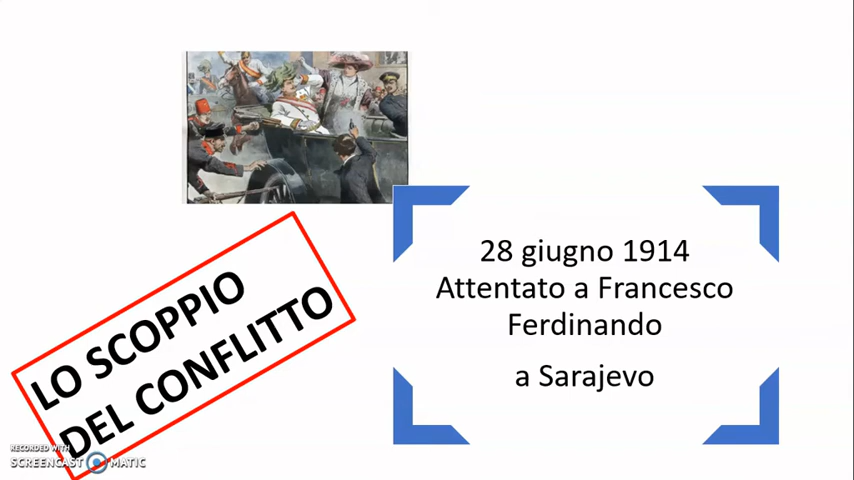 28 giugno 1914
Attentato a Francesco
Ferdinando
a Sarajevo
LO SCOPPIO
DEL CONFLITTO
RECORDED WITH
SCREENCAST MATIC